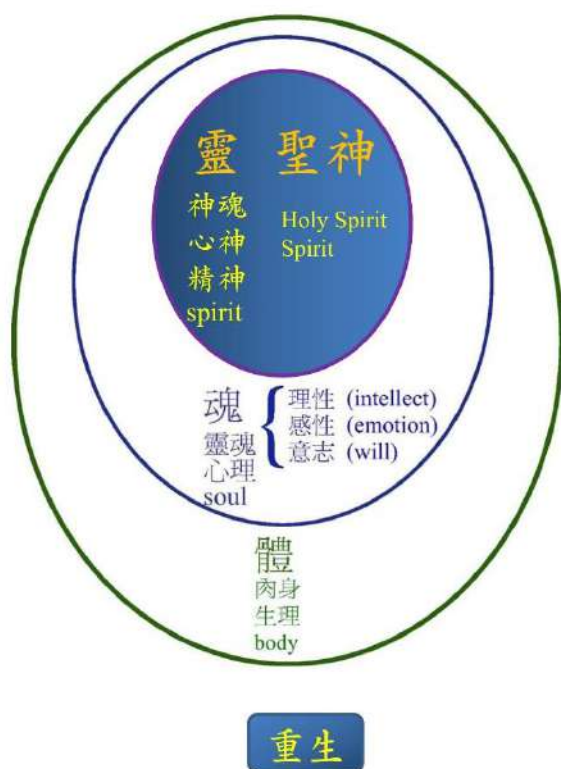 靈 聖神
神魂
心神
精神
spirit
Holy Spirit
Spirit
魂
靈魂
心理
soul
理性 (intellect)
感性 (emotion)
意志 (will)
體
肉身
生理
body
重生